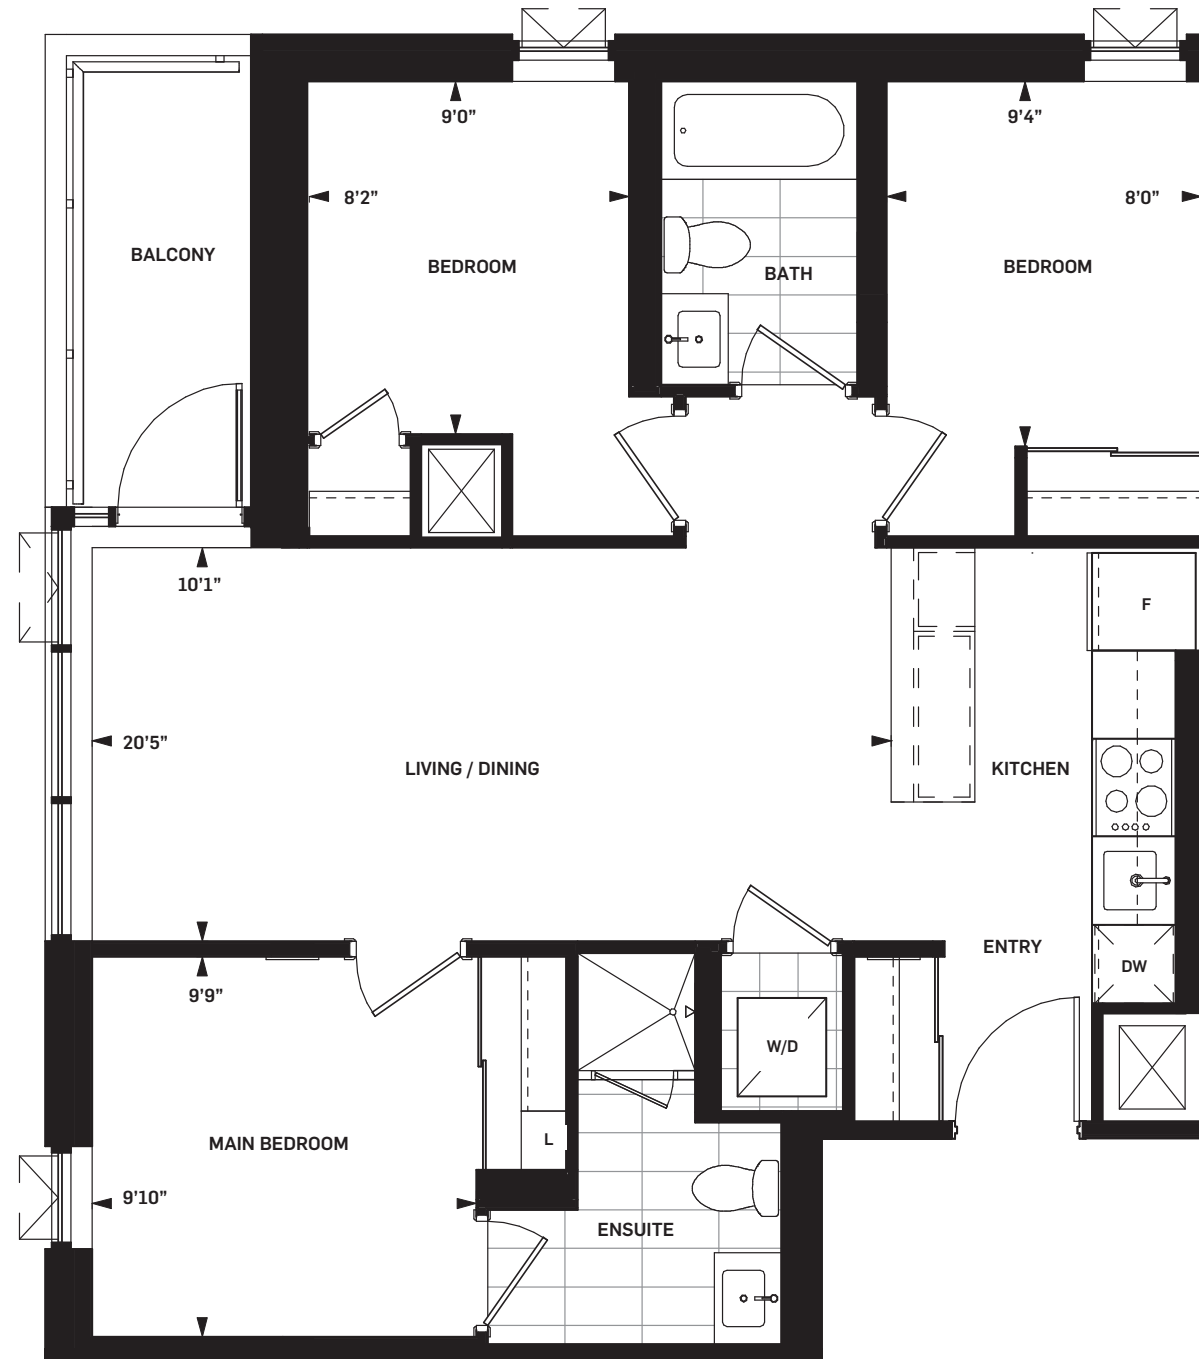 9’0”
9’4”
8’2”
8’0”
BALCONY
BEDROOM
BATH
BEDROOM
10’1”
F
20’5”
LIVING / DINING
KITCHEN
ENTRY
DW
9’9”
W/D
MAIN BEDROOM
L
9’10”
ENSUITE